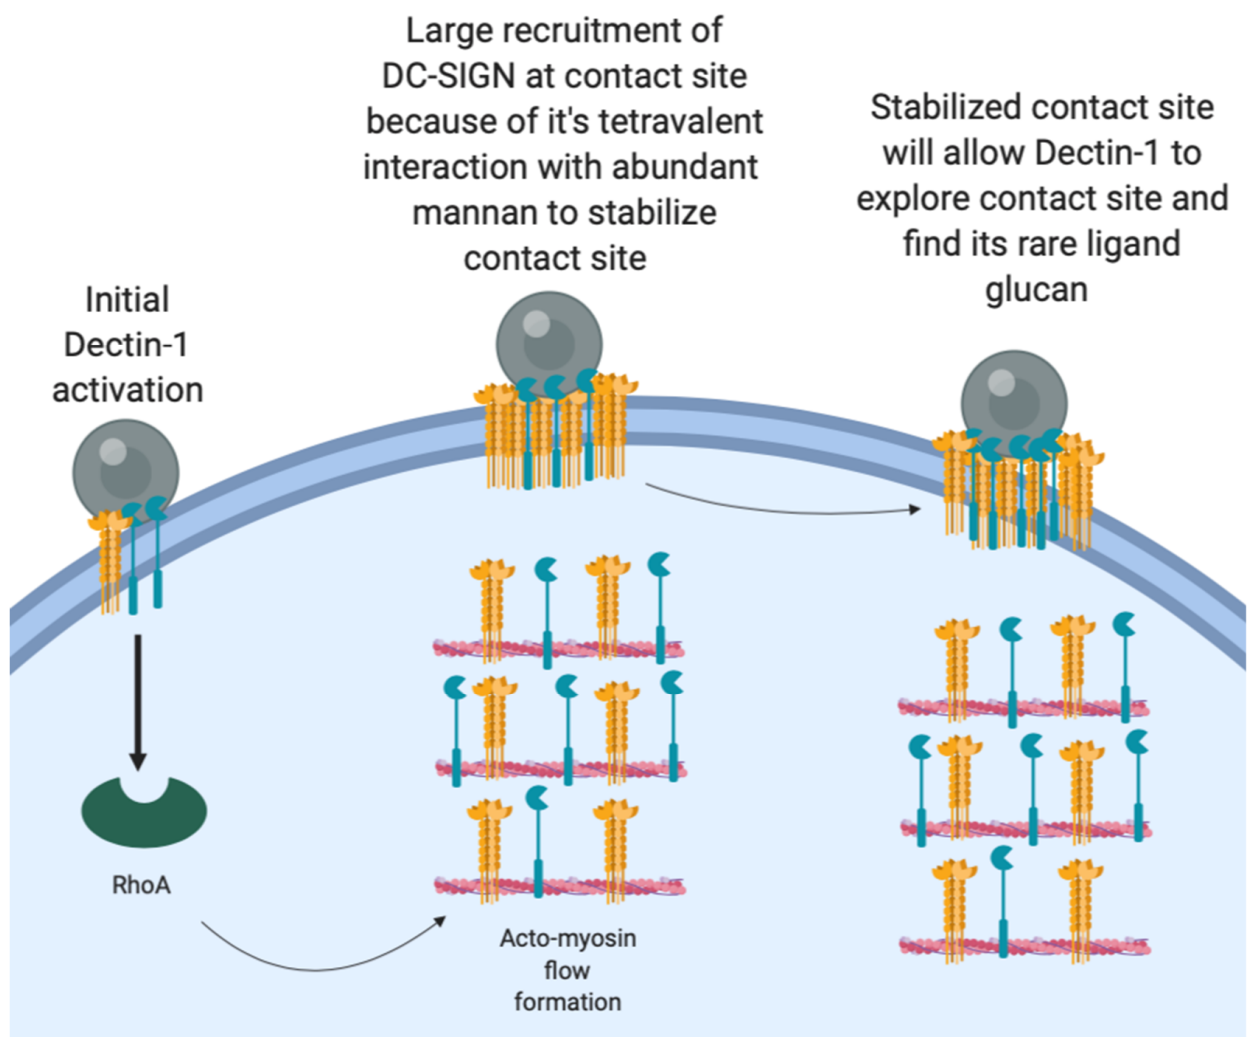 Initial
Dectin-1
activation
Large recruitment of
DC-SIGN at contact site
because of it's tetravalent
interaction with abundant
mannan to stabilize
contact site
Stabilized contact site
will allow Dectin-1 to
explore contact site and
find its rare ligand
glucan
RhoA
Acto-myosin
flow
formation